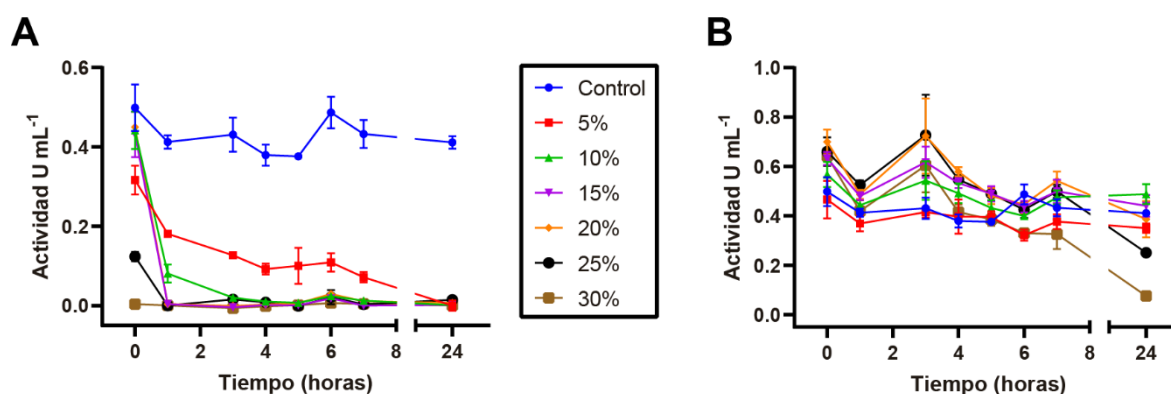 A
Actividad U mL⁻¹
0.6
0.4
0.2
0.0
0 2 4 6 8 24
Tiempo (horas)
Control
5%
10%
15%
20%
25%
30%
B
Actividad U mL⁻¹
1.0
0.8
0.6
0.4
0.2
0.0
0 2 4 6 8 24
Tiempo (horas)